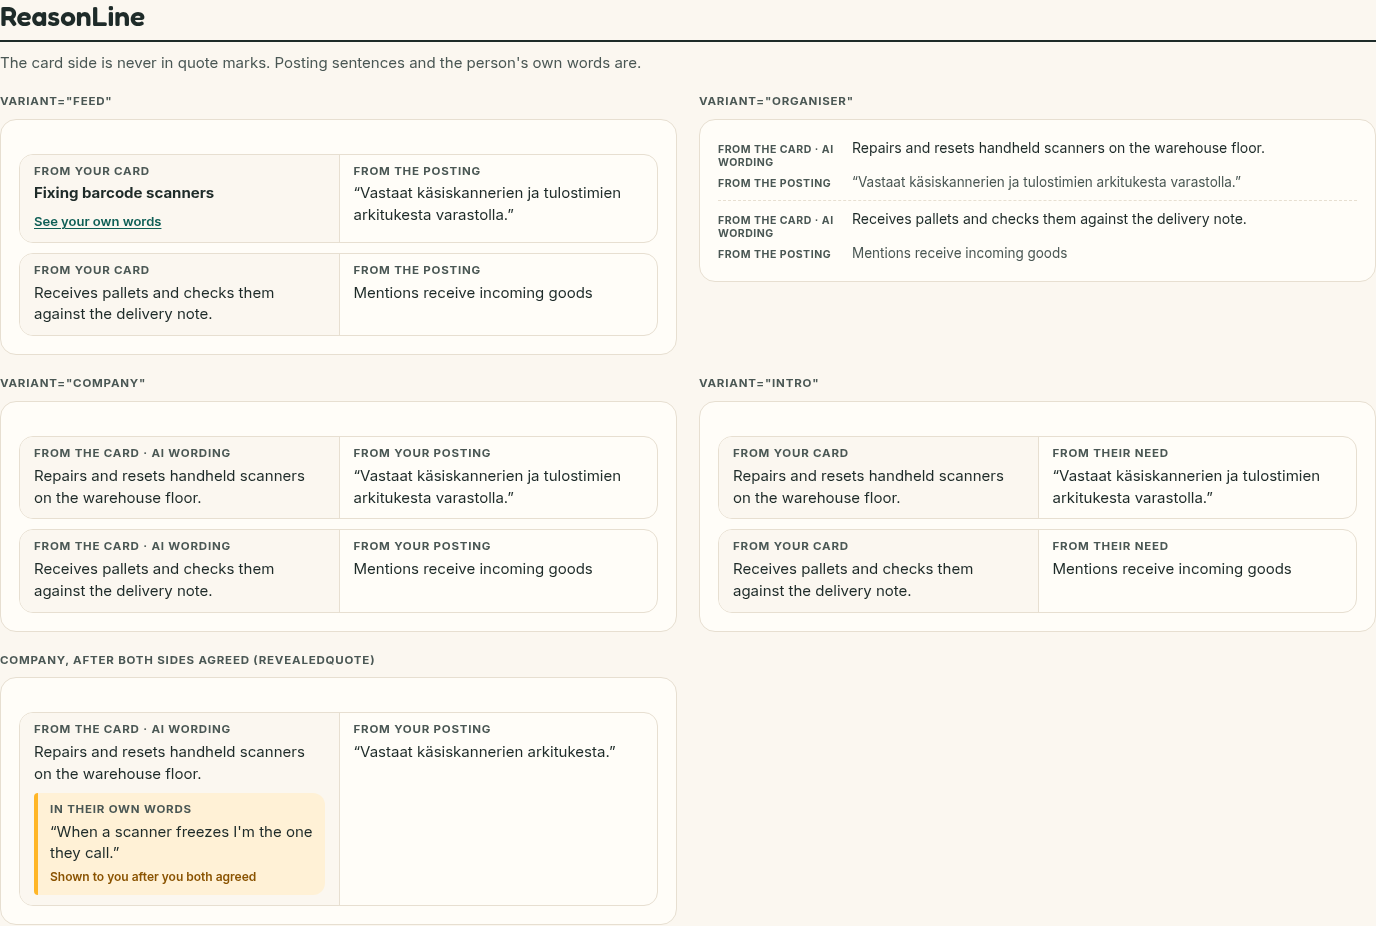 ReasonLine
The card side is never in quote marks. Posting sentences and the person's own words are.
VARIANT="FEED"
FROM YOUR CARD
Fixing barcode scanners
See your own words
FROM THE POSTING
“Vastaat käsiskannerien ja tulostimien
arkitukesta varastolla.”
FROM YOUR CARD
Receives pallets and checks them
against the delivery note.
FROM THE POSTING
Mentions receive incoming goods
VARIANT="ORGANISER"
FROM THE CARD · AI
WORDING
Repairs and resets handheld scanners on the warehouse floor.
FROM THE POSTING
“Vastaat käsiskannerien ja tulostimien arkitukesta varastolla.”
FROM THE CARD · AI
WORDING
Receives pallets and checks them against the delivery note.
FROM THE POSTING
Mentions receive incoming goods
VARIANT="COMPANY"
FROM THE CARD · AI WORDING
Repairs and resets handheld scanners
on the warehouse floor.
FROM YOUR POSTING
“Vastaat käsiskannerien ja tulostimien
arkitukesta varastolla.”
FROM THE CARD · AI WORDING
Receives pallets and checks them
against the delivery note.
FROM YOUR POSTING
Mentions receive incoming goods
VARIANT="INTRO"
FROM YOUR CARD
Repairs and resets handheld scanners
on the warehouse floor.
FROM THEIR NEED
“Vastaat käsiskannerien ja tulostimien
arkitukesta varastolla.”
FROM YOUR CARD
Receives pallets and checks them
against the delivery note.
FROM THEIR NEED
Mentions receive incoming goods
COMPANY, AFTER BOTH SIDES AGREED (REVEALEDQUOTE)
FROM THE CARD · AI WORDING
Repairs and resets handheld scanners
on the warehouse floor.
IN THEIR OWN WORDS
“When a scanner freezes I'm the one
they call.”
Shown to you after you both agreed
FROM YOUR POSTING
“Vastaat käsiskannerien arkitukesta.”